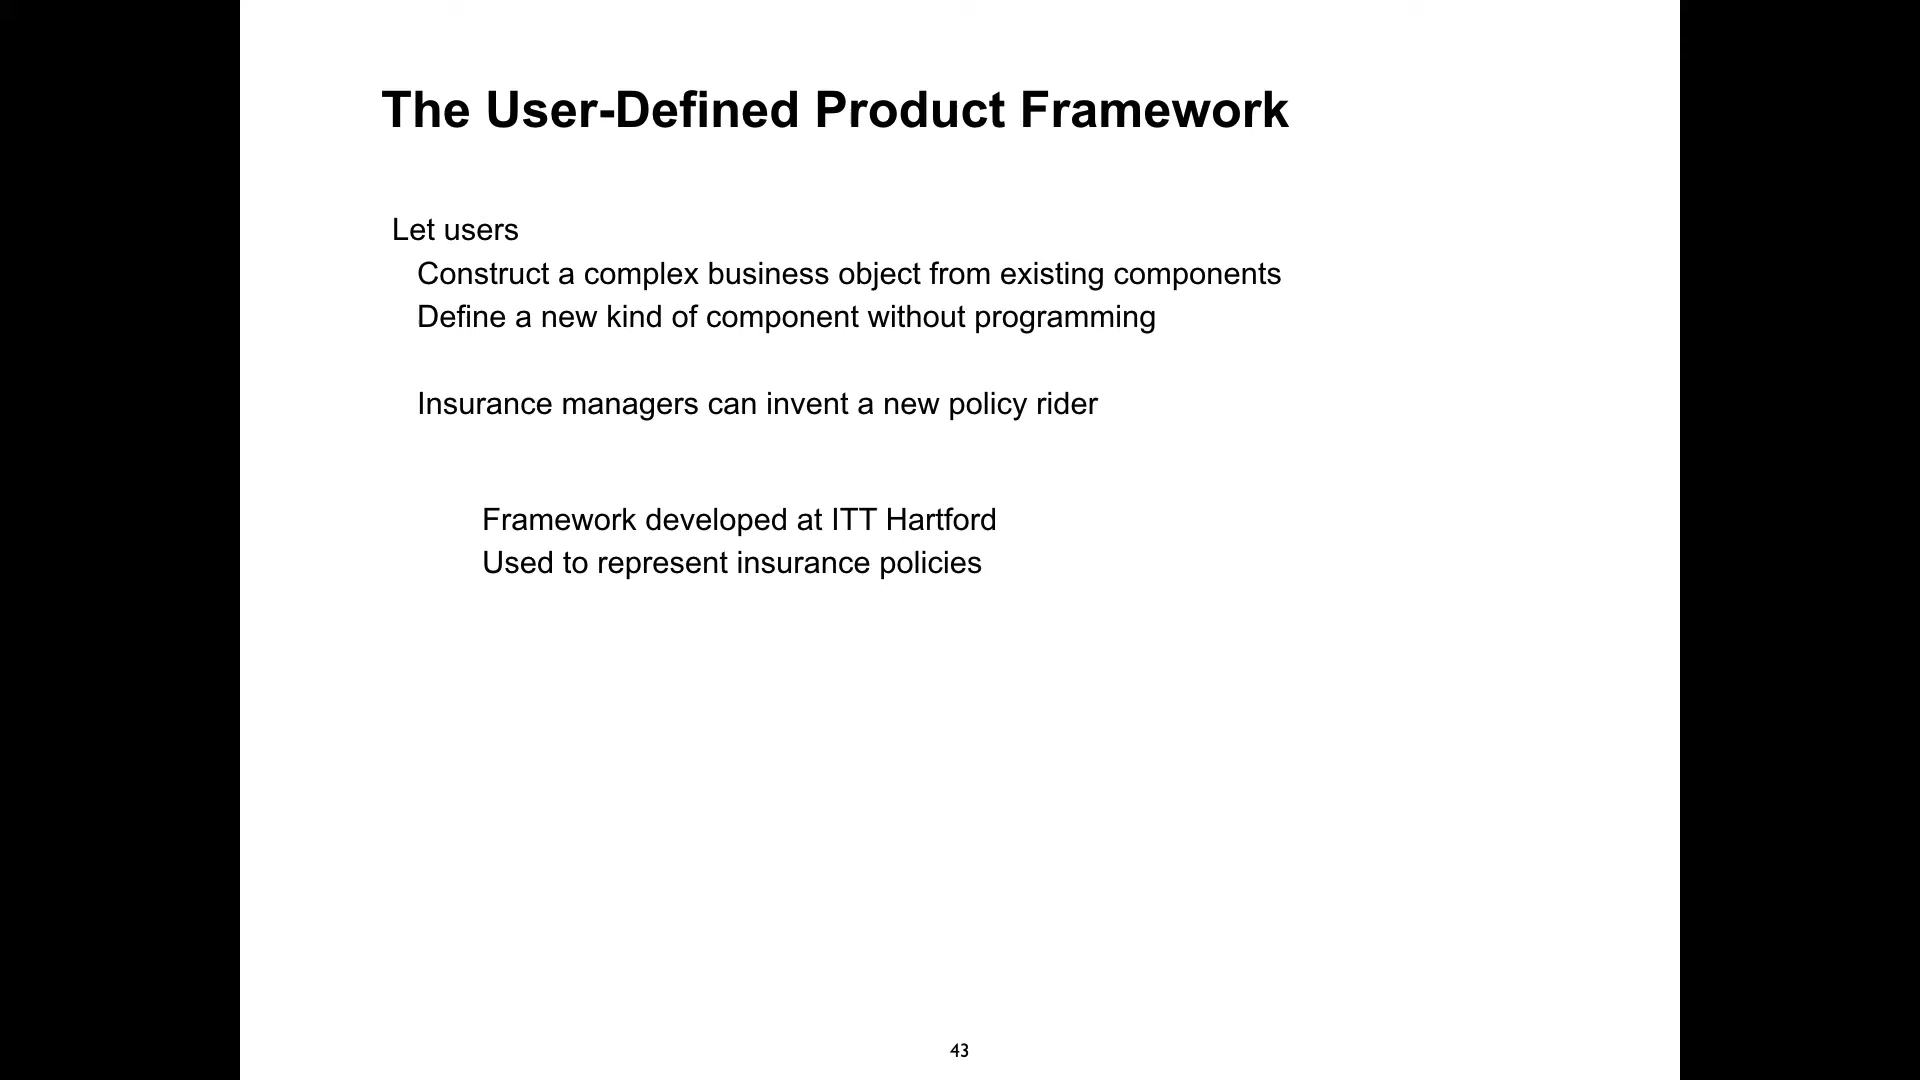 The User-Defined Product Framework
Let users
Construct a complex business object from existing components
Define a new kind of component without programming
Insurance managers can invent a new policy rider
Framework developed at ITT Hartford
Used to represent insurance policies
43